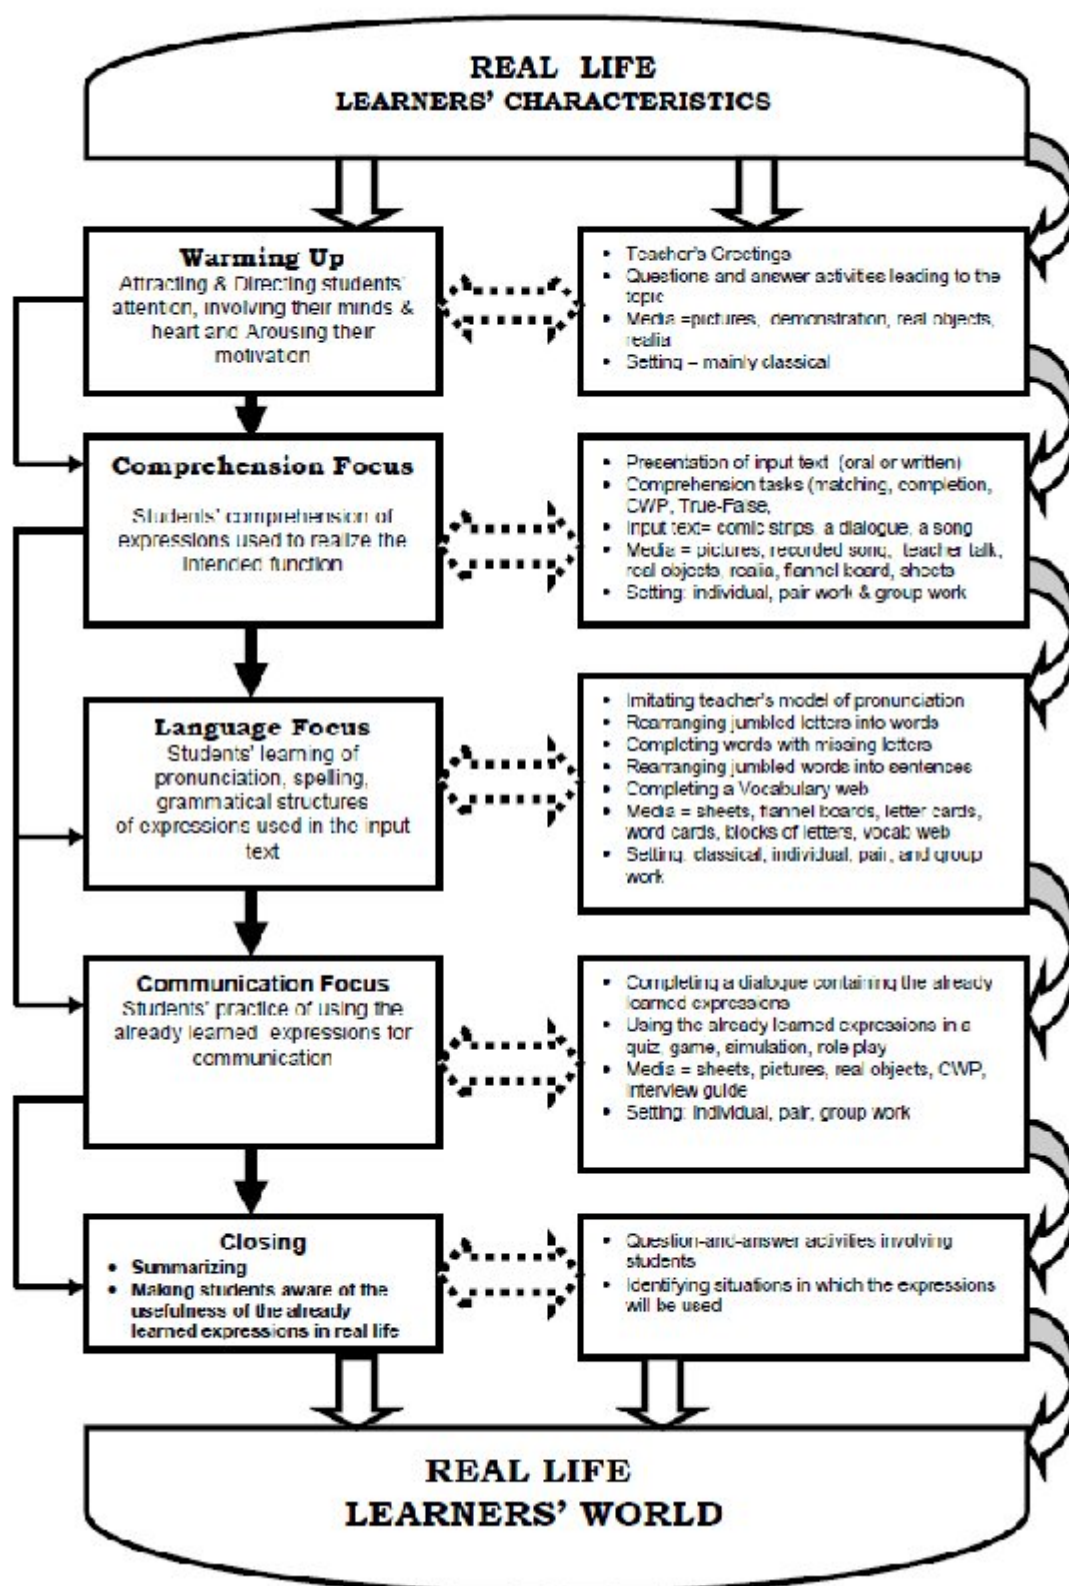 REAL LIFE
LEARNERS' CHARACTERISTICS
Warming Up
Attracting & Directing students'
attention, involving their minds &
heart and Arousing their
motivation
• Teacher's Greetings
• Questions and answer activities leading to the
topic
• Media =pictures, demonstration, real objects,
realia
• Setting – mainly classical
Comprehension Focus
Students' comprehension of
expressions used to realize the
intended function
• Presentation of input text (oral or written)
• Comprehension tasks (matching, completion,
CWP, True-False,
• Input text= comic strips, a dialogue, a song
• Media = pictures, recorded song, teacher talk,
real objects, realia, flannel board, sheets
• Setting: individual, pair work & group work
Language Focus
Students' learning of
pronunciation, spelling,
grammatical structures
of expressions used in the input
text
• Imitating teacher's model of pronunciation
• Rearranging jumbled letters into words
• Completing words with missing letters
• Rearranging jumbled words into sentences
• Completing a Vocabulary web
• Media = sheets, flannel boards, letter cards,
word cards, blocks of letters, vocab web
• Setting: classical, individual, pair, and group
work
Communication Focus
Students' practice of using the
already learned expressions for
communication
• Completing a dialogue containing the already
learned expressions
• Using the already learned expressions in a
quiz, game, simulation, role play
• Media = sheets, pictures, real objects, CWP,
interview guide
• Setting: individual, pair, group work
Closing
• Summarizing
• Making students aware of the
usefulness of the already
learned expressions in real life
• Question-and-answer activities involving
students
• Identifying situations in which the expressions
will be used
REAL LIFE
LEARNERS' WORLD